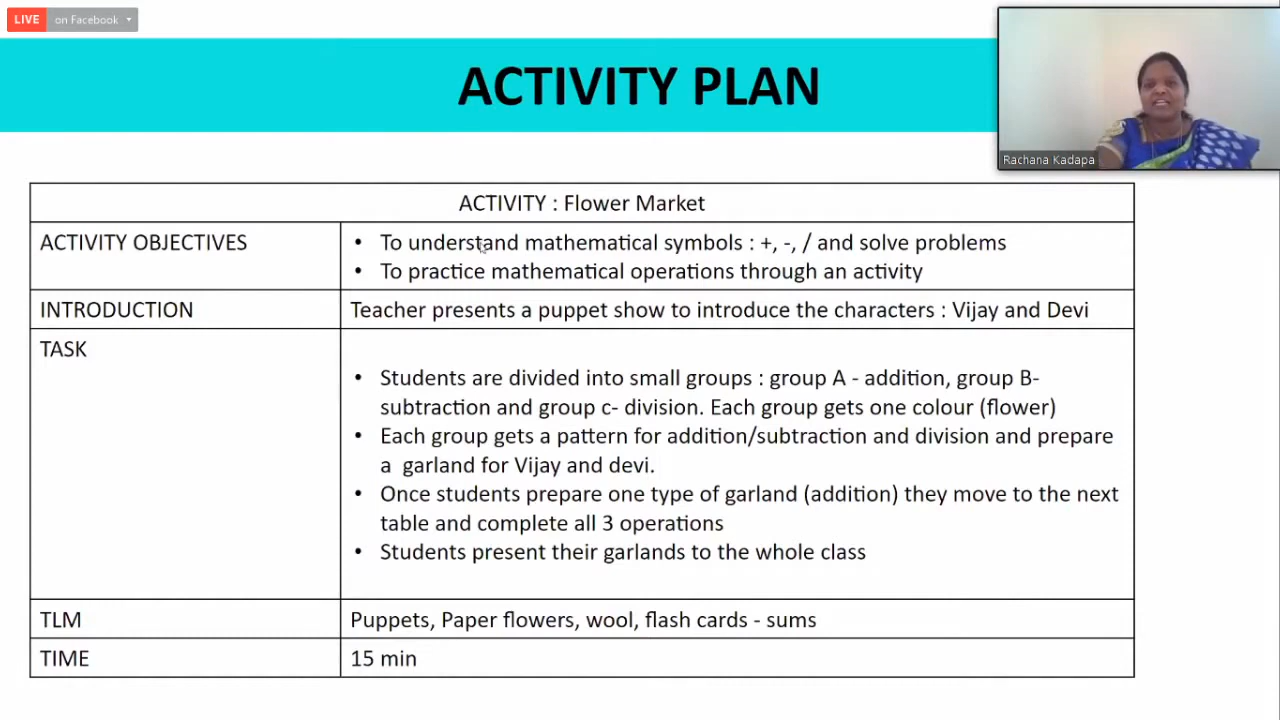 LIVE on Facebook
ACTIVITY PLAN
Rachana Kadapa
ACTIVITY : Flower Market
ACTIVITY OBJECTIVES
• To understand mathematical symbols : +, -, / and solve problems
• To practice mathematical operations through an activity
INTRODUCTION
Teacher presents a puppet show to introduce the characters : Vijay and Devi
TASK
• Students are divided into small groups : group A - addition, group B-
subtraction and group c- division. Each group gets one colour (flower)
• Each group gets a pattern for addition/subtraction and division and prepare
a garland for Vijay and devi.
• Once students prepare one type of garland (addition) they move to the next
table and complete all 3 operations
• Students present their garlands to the whole class
TLM
Puppets, Paper flowers, wool, flash cards - sums
TIME
15 min